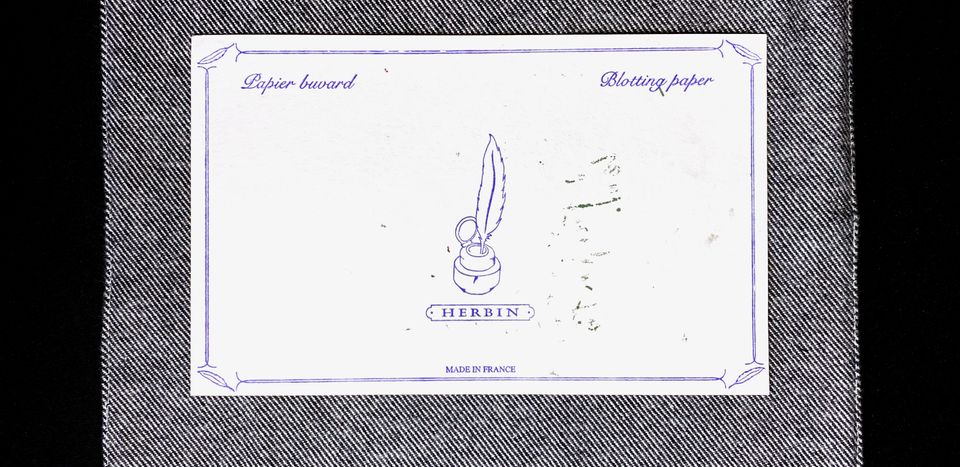 Papier buvard
Blotting paper
HERBIN
MADE IN FRANCE